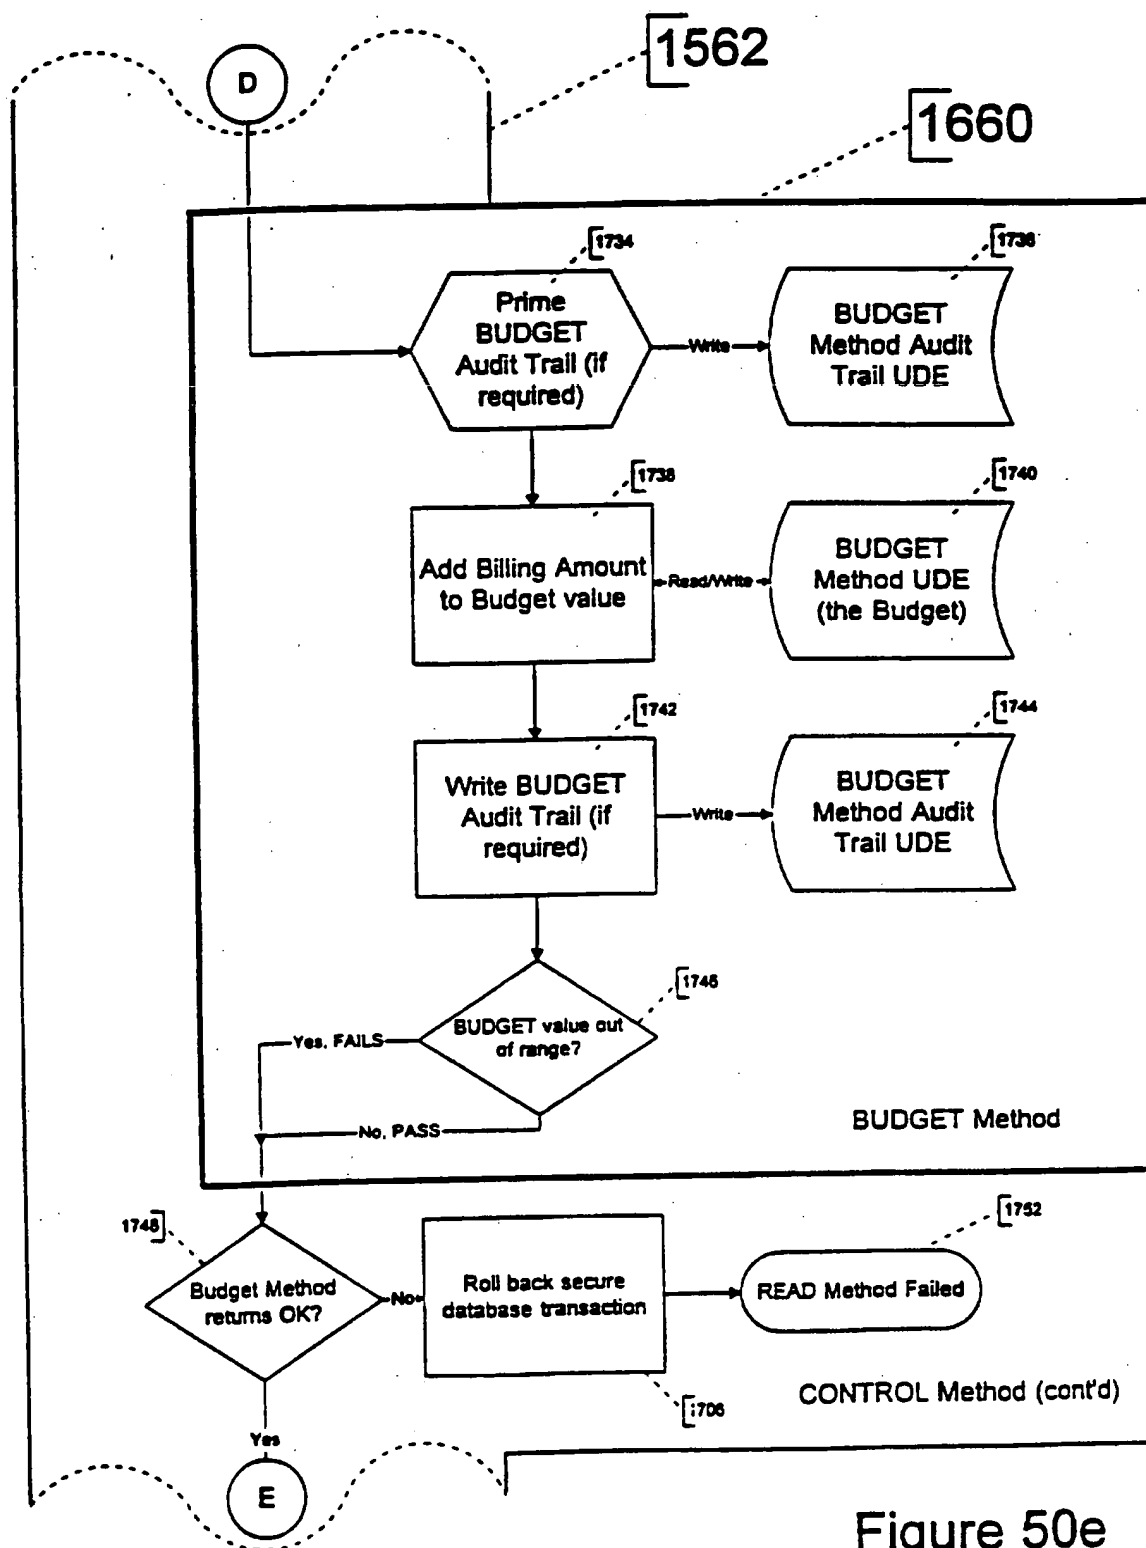 D
1562
1660
1734
Prime
BUDGET
Audit Trail (if
required)
Write
1736
BUDGET
Method Audit
Trail UDE
1738
Add Billing Amount
to Budget value
Read/Write
1740
BUDGET
Method UDE
(the Budget)
1742
Write BUDGET
Audit Trail (if
required)
Write
1744
BUDGET
Method Audit
Trail UDE
1746
BUDGET value out
of range?
Yes, FAILS
No, PASS
BUDGET Method
1748
Budget Method
returns OK?
No
Roll back secure
database transaction
1706
1752
READ Method Failed
CONTROL Method (cont'd)
Yes
E
Figure 50e